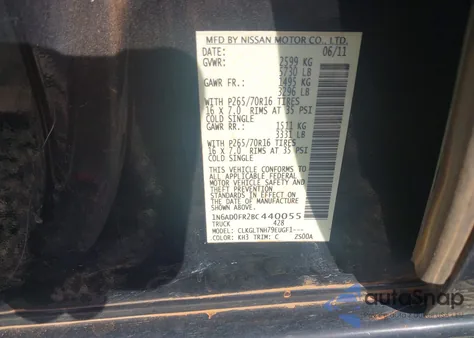 MFD BY NISSAN MOTOR CO., LTD.
DATE: 06/11
GVWR: 2599 KG
5730 LB
GAWR FR.: 1495 KG
3296 LB
WITH P265/70R16 TIRES
16 X 7.0 RIMS AT 35 PSI
COLD SINGLE
GAWR RR.: 1511 KG
3331 LB
WITH P265/70R16 TIRES
16 X 7.0 RIMS AT 35 PSI
COLD SINGLE
THIS VEHICLE CONFORMS TO
ALL APPLICABLE FEDERAL
MOTOR VEHICLE SAFETY AND
THEFT PREVENTION
STANDARDS IN EFFECT ON
THE DATE OF MANUFACTURE
SHOWN ABOVE.
1N6AD0FR2BC440055
TRUCK 428
MODEL: CLKGLTNH79EUGFI---
COLOR: KH3 TRIM: C 2500A
autoSnap